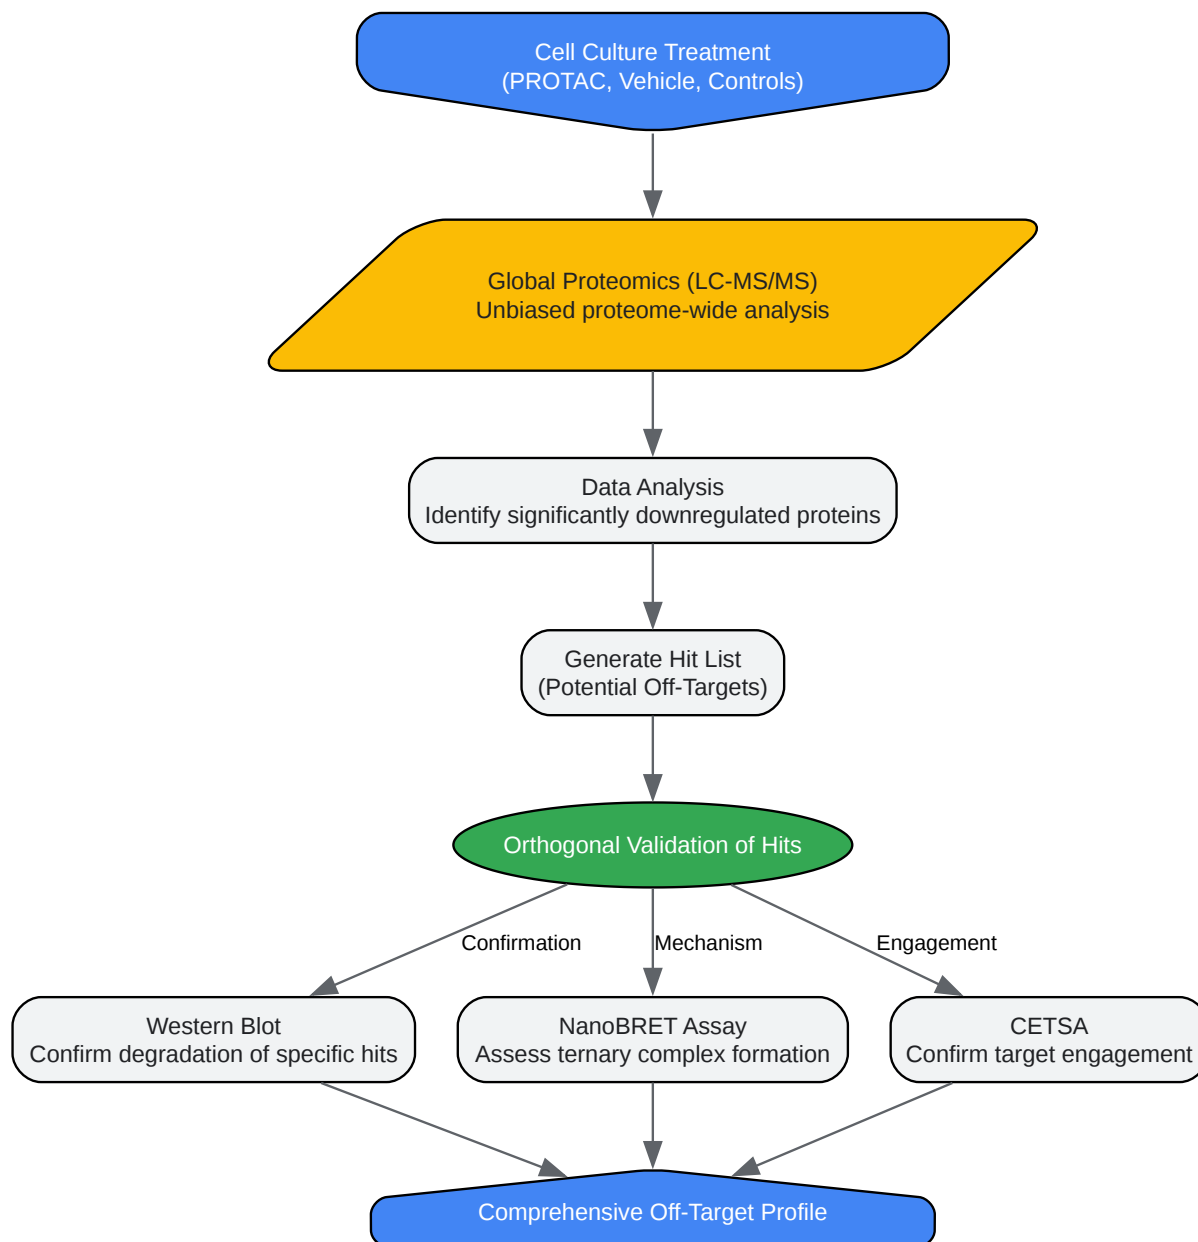 Cell Culture Treatment
(PROTAC, Vehicle, Controls)
Global Proteomics (LC-MS/MS)
Unbiased proteome-wide analysis
Data Analysis
Identify significantly downregulated proteins
Generate Hit List
(Potential Off-Targets)
Orthogonal Validation of Hits
Confirmation
Mechanism
Engagement
Western Blot
Confirm degradation of specific hits
NanoBRET Assay
Assess ternary complex formation
CETSA
Confirm target engagement
Comprehensive Off-Target Profile